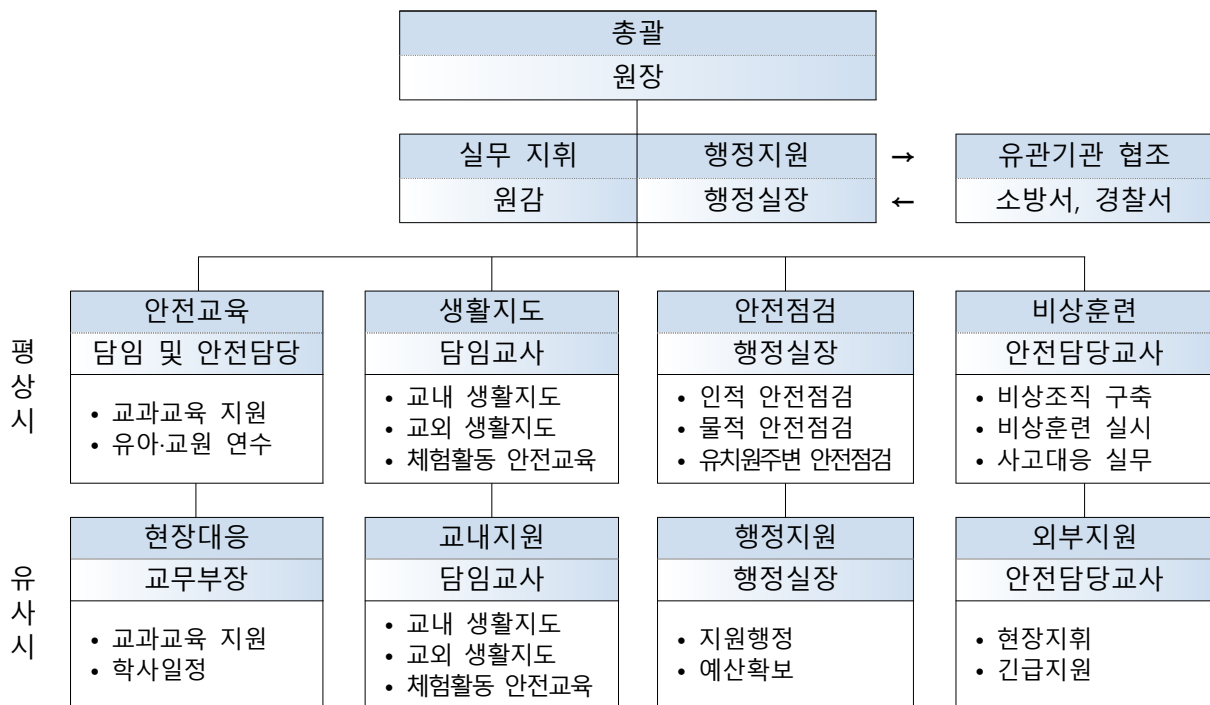 총괄
원장
실무 지휘
원감
행정지원
행정실장
→
←
유관기관 협조
소방서, 경찰서
평상시
안전교육
담임 및 안전담당
• 교과교육 지원
• 유아·교원 연수
생활지도
담임교사
• 교내 생활지도
• 교외 생활지도
• 체험활동 안전교육
안전점검
행정실장
• 인적 안전점검
• 물적 안전점검
• 유치원주변 안전점검
비상훈련
안전담당교사
• 비상조직 구축
• 비상훈련 실시
• 사고대응 실무
유사시
현장대응
교무부장
• 교과교육 지원
• 학사일정
교내지원
담임교사
• 교내 생활지도
• 교외 생활지도
• 체험활동 안전교육
행정지원
행정실장
• 지원행정
• 예산확보
외부지원
안전담당교사
• 현장지휘
• 긴급지원